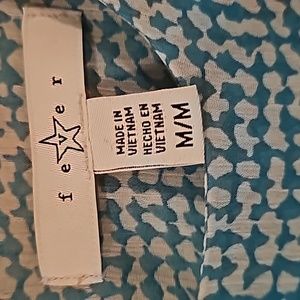 fever
MADE IN
VIETNAM
HECHO EN
VIETNAM
M/M